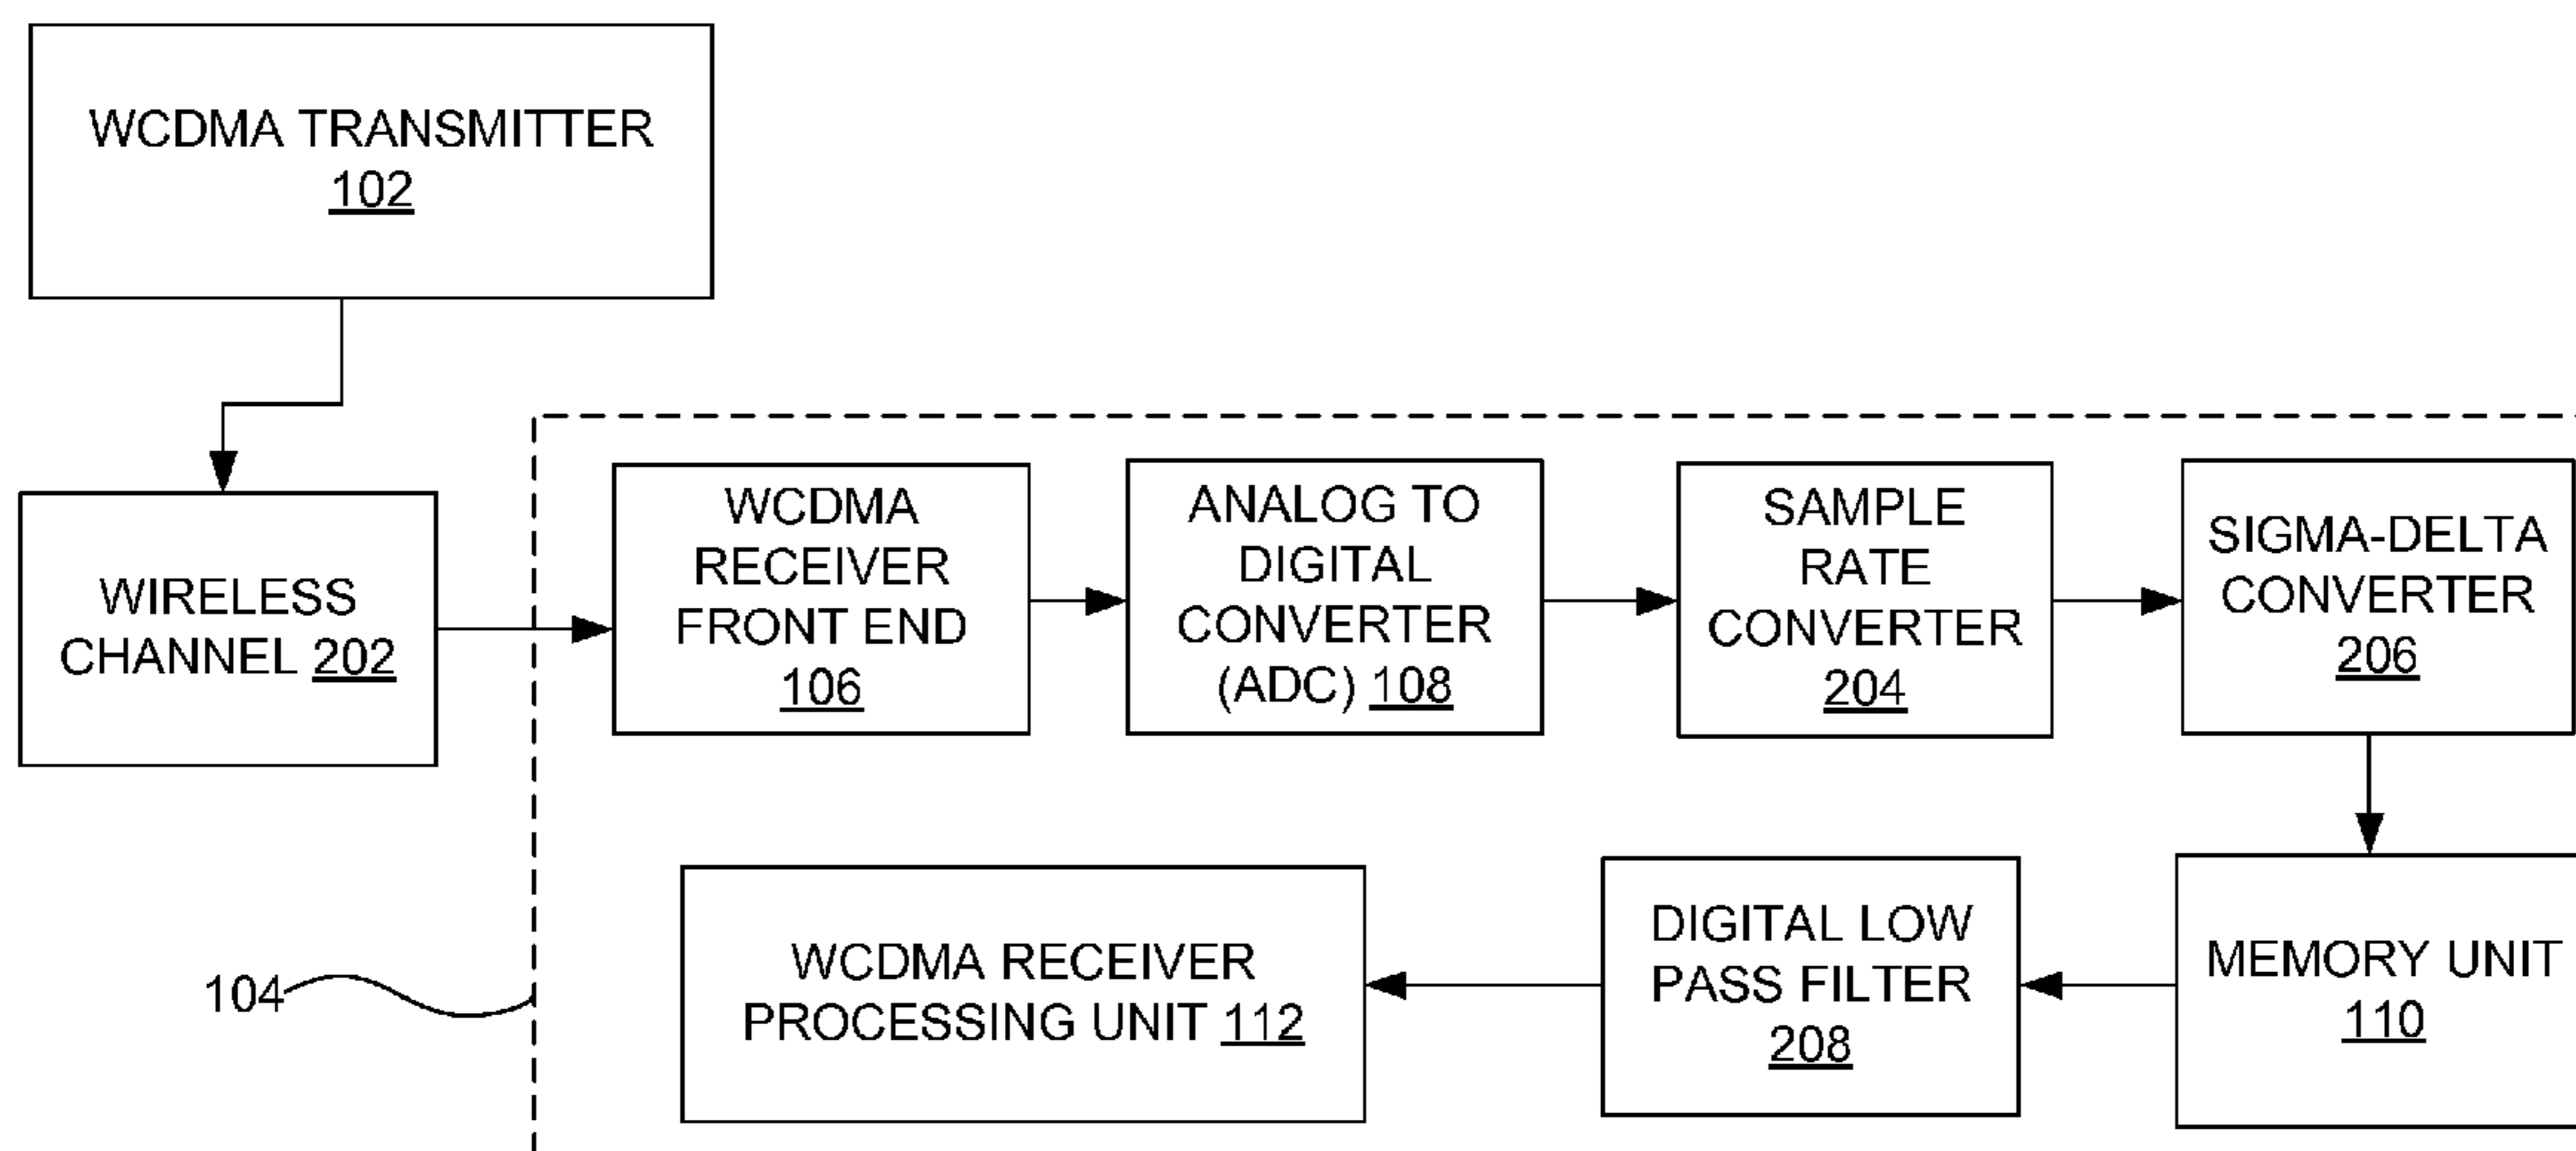 WCDMA TRANSMITTER
102
WIRELESS
CHANNEL 202
WCDMA
RECEIVER
FRONT END
106
ANALOG TO
DIGITAL
CONVERTER
(ADC) 108
SAMPLE
RATE
CONVERTER
204
SIGMA-DELTA
CONVERTER
206
104
WCDMA RECEIVER
PROCESSING UNIT 112
DIGITAL LOW
PASS FILTER
208
MEMORY UNIT
110